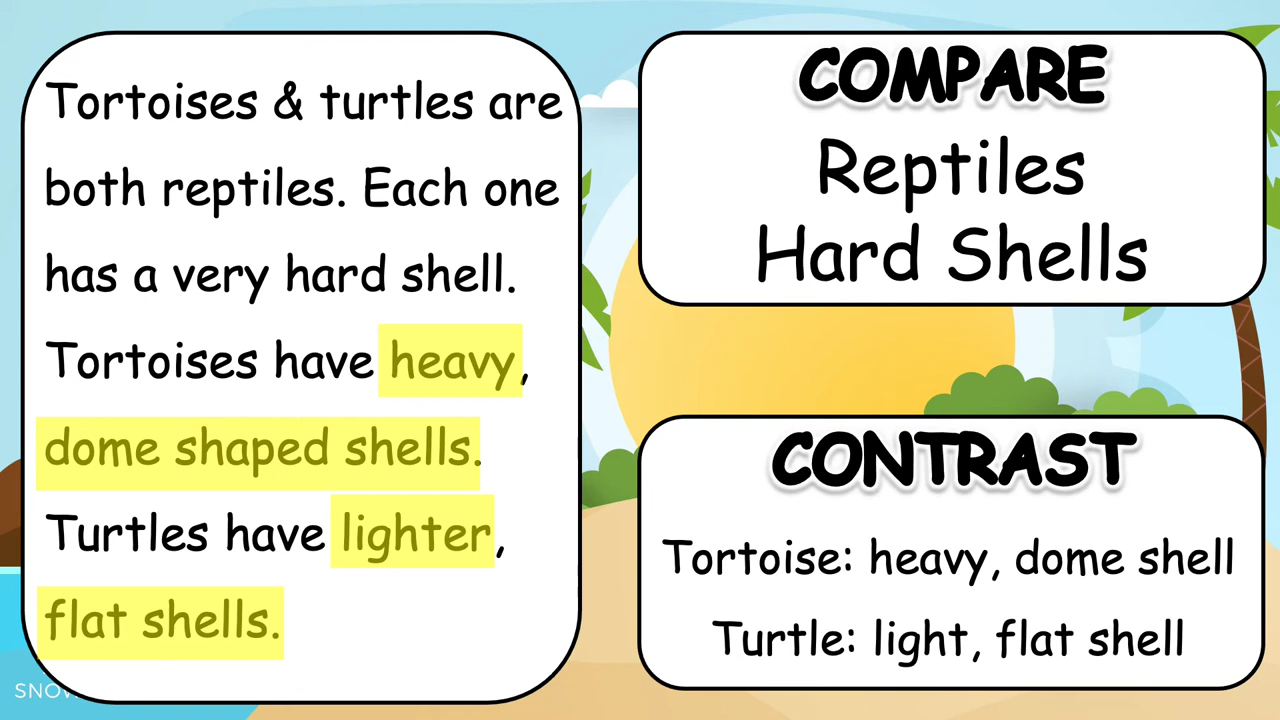 Tortoises & turtles are
both reptiles. Each one
has a very hard shell.
Tortoises have heavy,
dome shaped shells.
Turtles have lighter,
flat shells.
COMPARE
Reptiles
Hard Shells
CONTRAST
Tortoise: heavy, dome shell
Turtle: light, flat shell